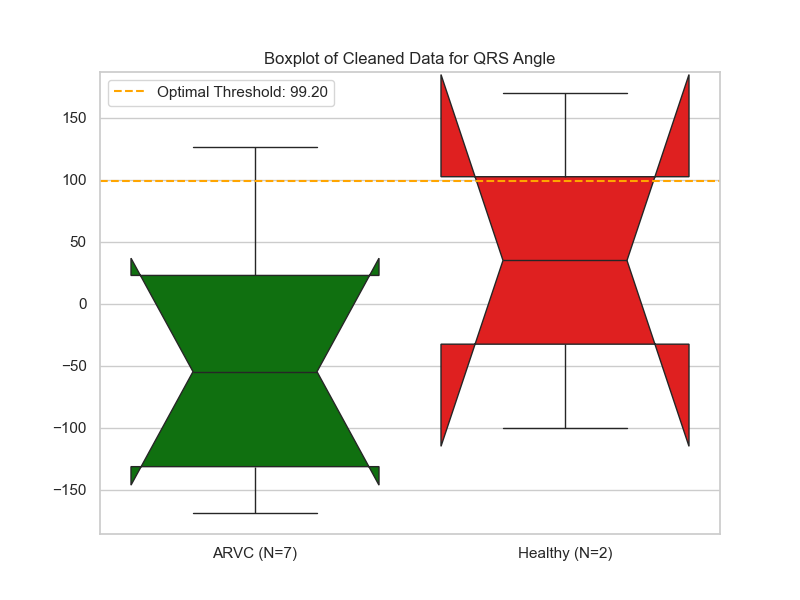 Boxplot of Cleaned Data for QRS Angle
Optimal Threshold: 99.20
150
100
50
0
−50
−100
−150
ARVC (N=7)
Healthy (N=2)